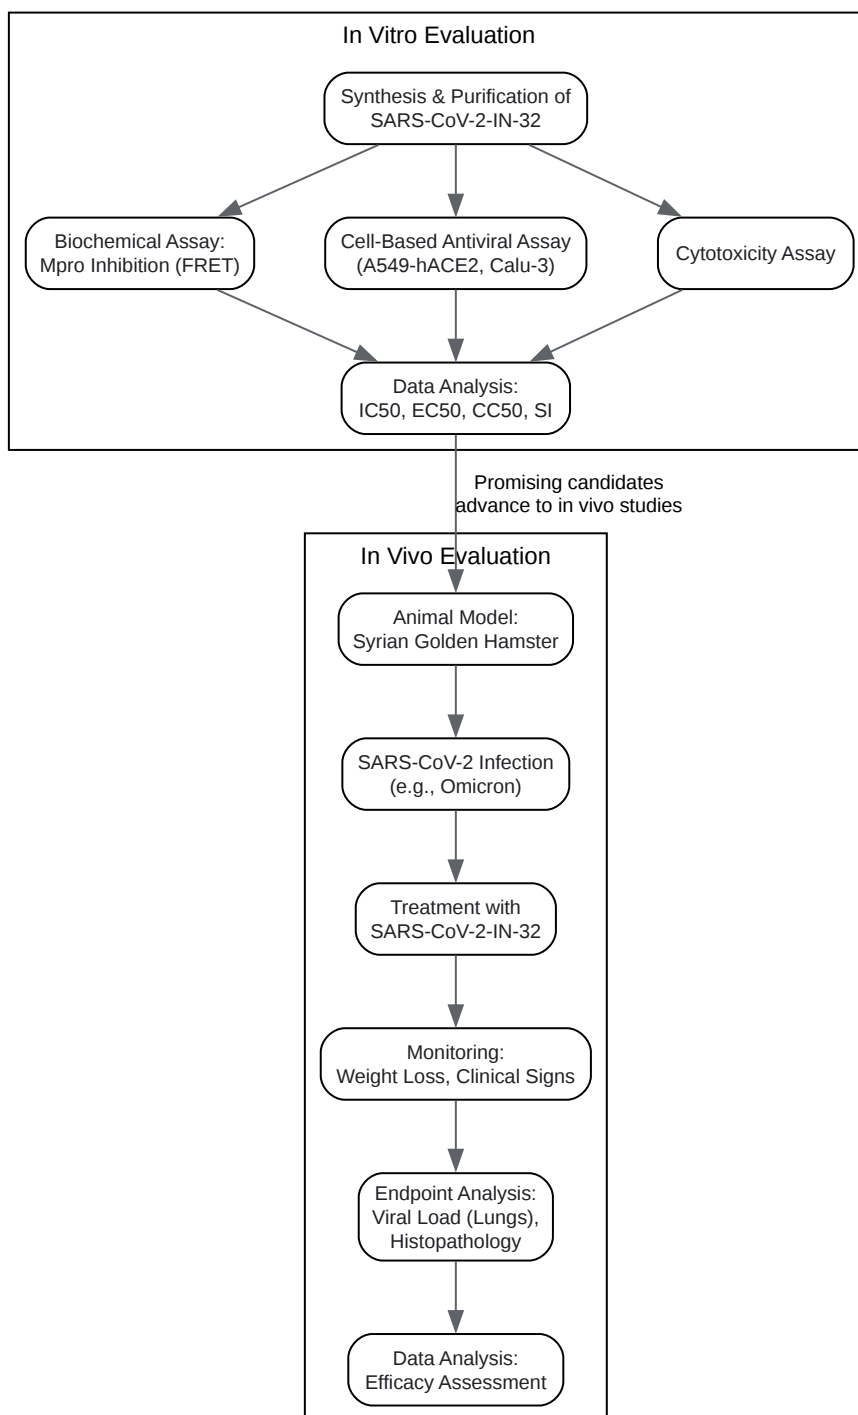 In Vitro Evaluation
Synthesis & Purification of
SARS-CoV-2-IN-32
Biochemical Assay:
Mpro Inhibition (FRET)
Cell-Based Antiviral Assay
(A549-hACE2, Calu-3)
Cytotoxicity Assay
Data Analysis:
IC50, EC50, CC50, SI
Promising candidates
advance to in vivo studies
In Vivo Evaluation
Animal Model:
Syrian Golden Hamster
SARS-CoV-2 Infection
(e.g., Omicron)
Treatment with
SARS-CoV-2-IN-32
Monitoring:
Weight Loss, Clinical Signs
Endpoint Analysis:
Viral Load (Lungs),
Histopathology
Data Analysis:
Efficacy Assessment